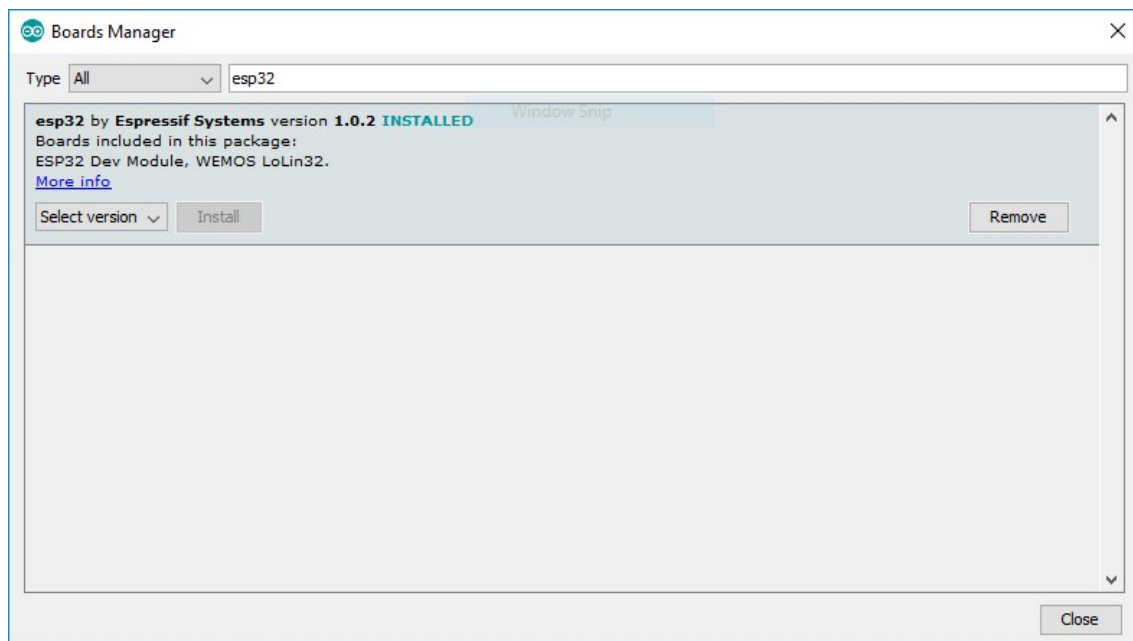 Boards Manager
Type All esp32
Window Snip
esp32 by Espressif Systems version 1.0.2 INSTALLED
Boards included in this package:
ESP32 Dev Module, WEMOS LoLin32.
More info
Select version Install Remove
Close